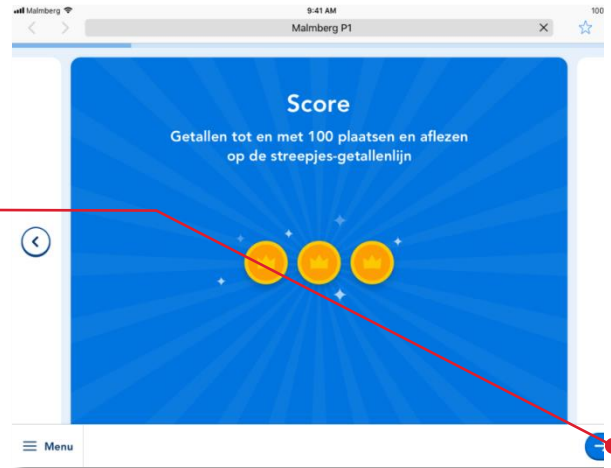 Malmberg
9:41 AM
100
Malmberg P1
Score
Getallen tot en met 100 plaatsen en aflezen
op de streepjes-getallenlijn
Menu